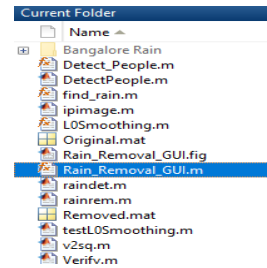 Current Folder
Name
Bangalore Rain
Detect_People.m
DetectPeople.m
find_rain.m
ipimage.m
L0Smoothing.m
Original.mat
Rain_Removal_GUI.fig
Rain_Removal_GUI.m
raindet.m
rainrem.m
Removed.mat
testL0Smoothing.m
v2sq.m
Verify.m